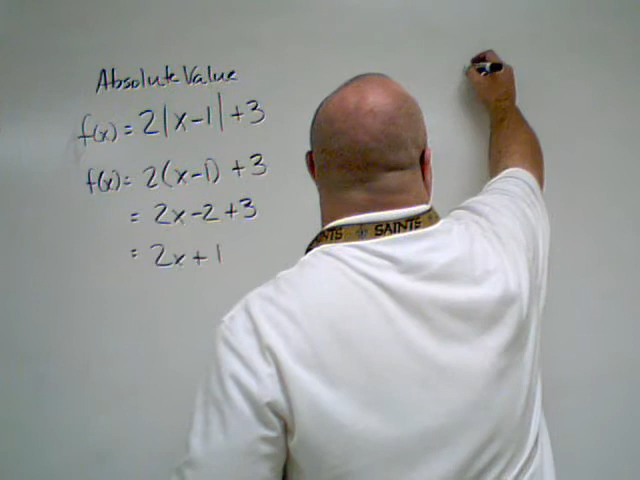 Absolute Value
f(x) = 2|x-1| +3
f(x) = 2(x-1) +3
= 2x-2+3
= 2x+1
SAINTS